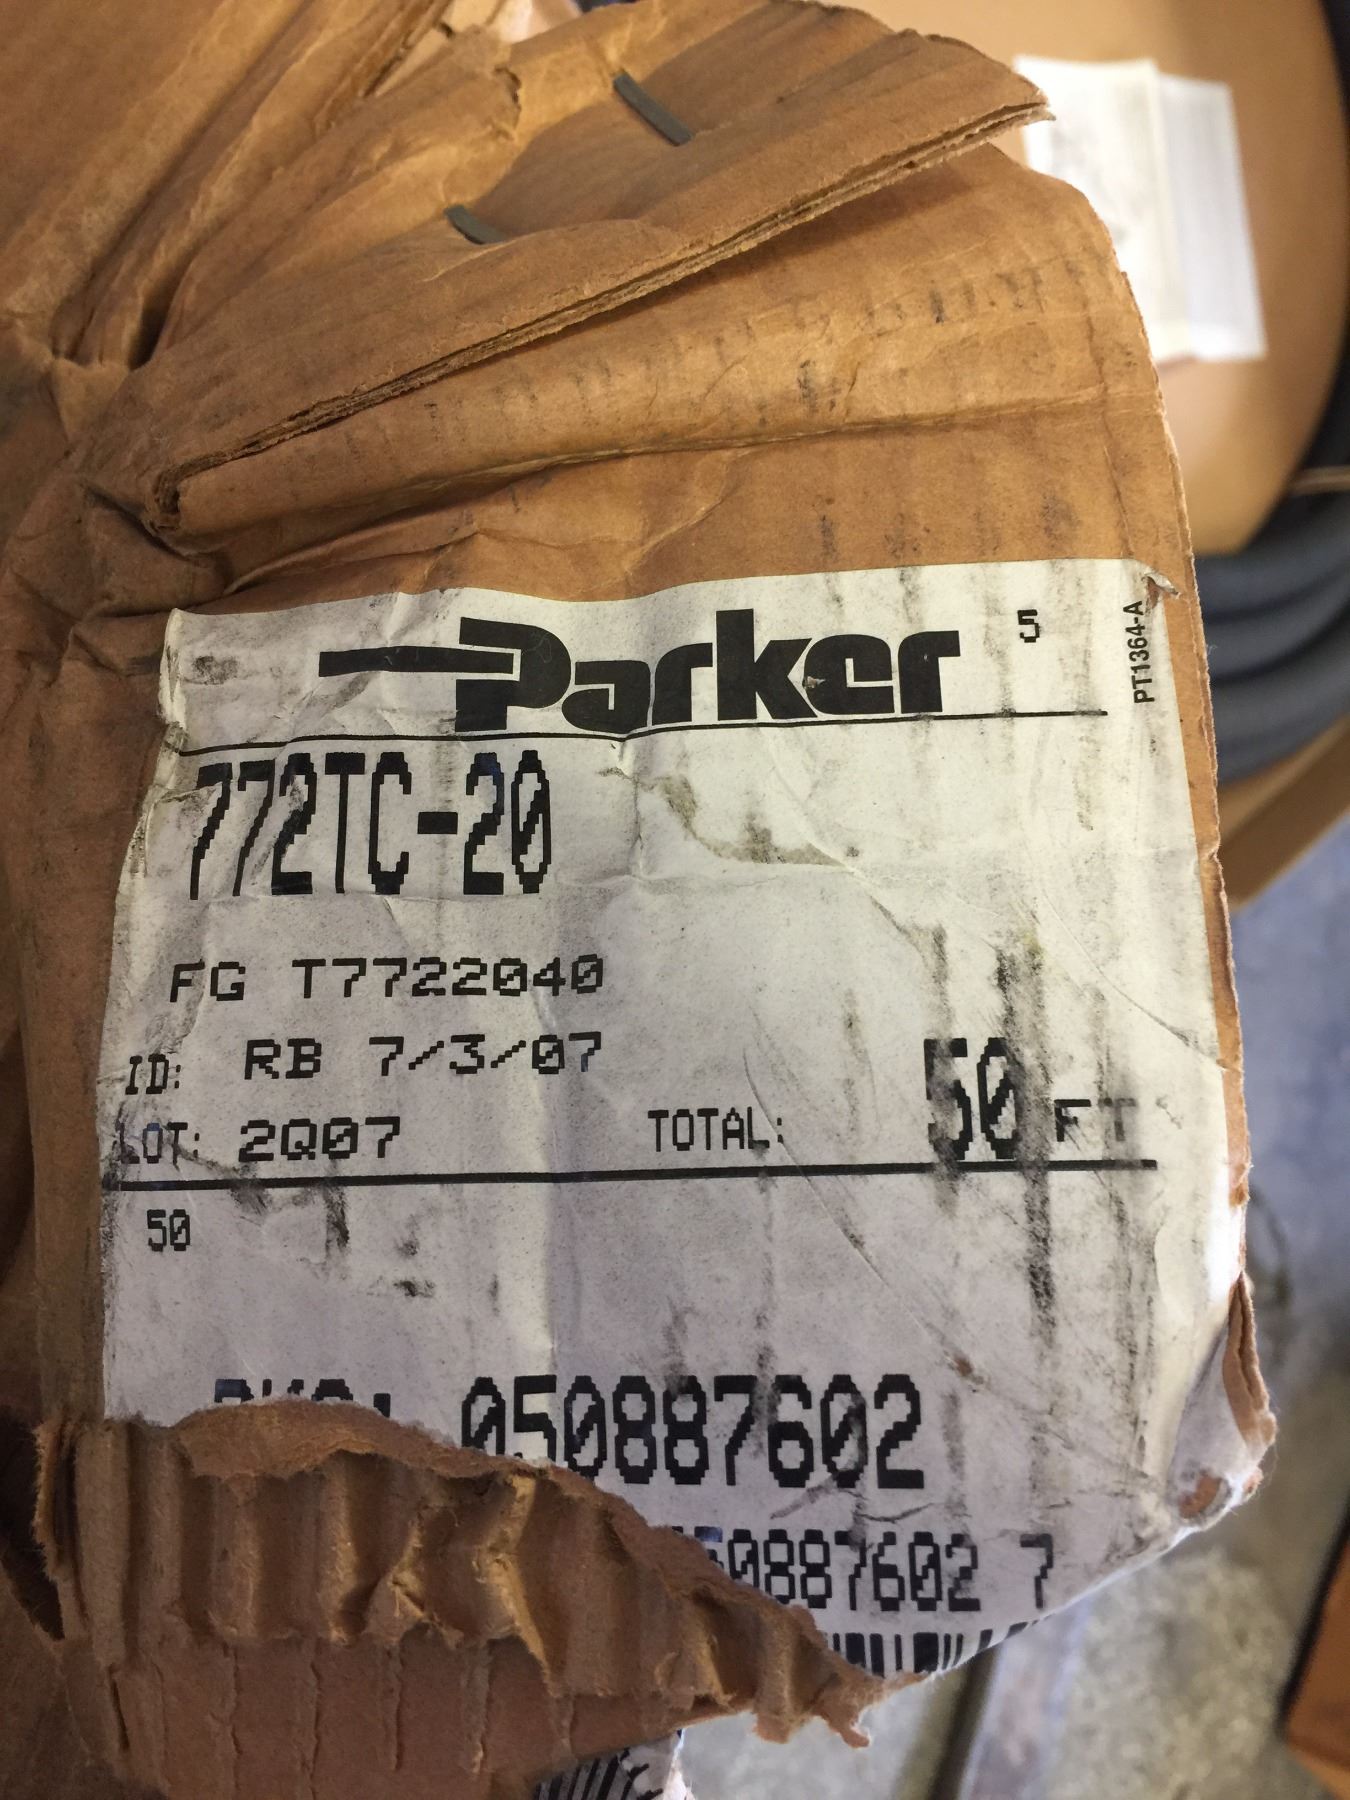 Parker
5
PT1364-A
772TC-20
FG T7722040
ID: RB 7/3/07
LOT: 2Q07 TOTAL: 50 FT
50
050887602
0887602 7